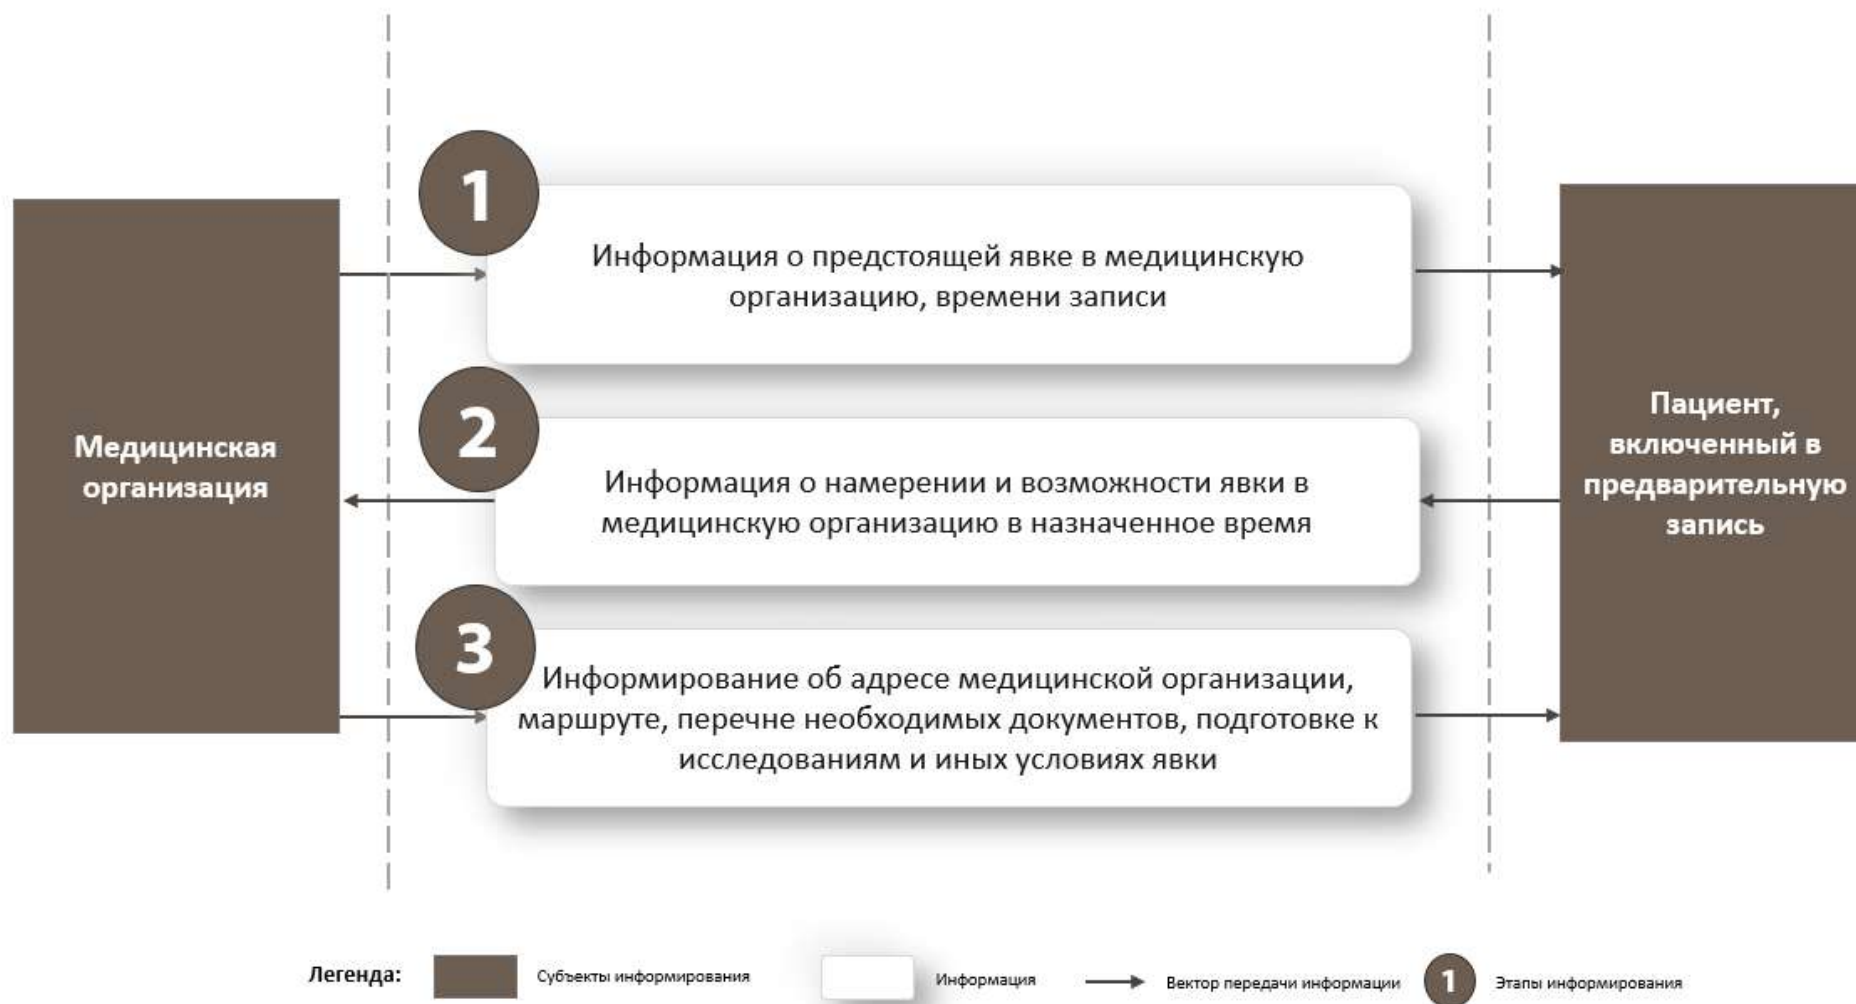 1
Информация о предстоящей явке в медицинскую
организацию, времени записи
Медицинская
организация
2
Информация о намерении и возможности явки в
медицинскую организацию в назначенное время
Пациент,
включенный в
предварительную
запись
3
Информирование об адресе медицинской организации,
маршруте, перечне необходимых документов, подготовке к
исследованиям и иных условиях явки
Легенда:
Субъекты информирования
Информация
Вектор передачи информации
1
Этапы информирования